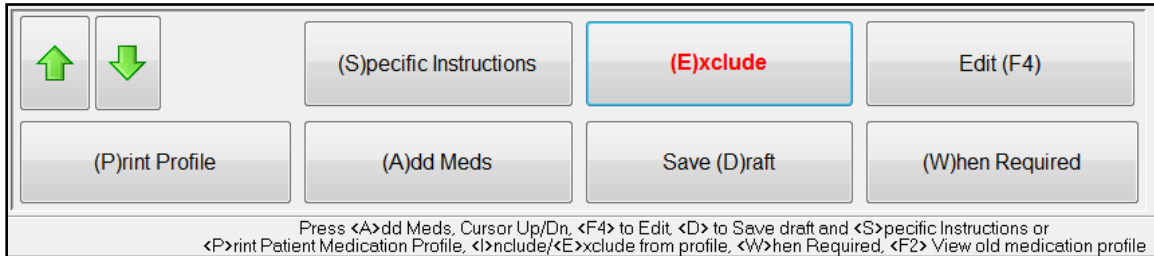 (S)pecific Instructions
(E)xclude
Edit (F4)
(P)rint Profile
(A)dd Meds
Save (D)raft
(W)hen Required
Press <A>dd Meds, Cursor Up/Dn, <F4> to Edit, <D> to Save draft and <S>pecific Instructions or
<P>rint Patient Medication Profile, <I>nclude/<E>xclude from profile, <W>hen Required, <F2> View old medication profile